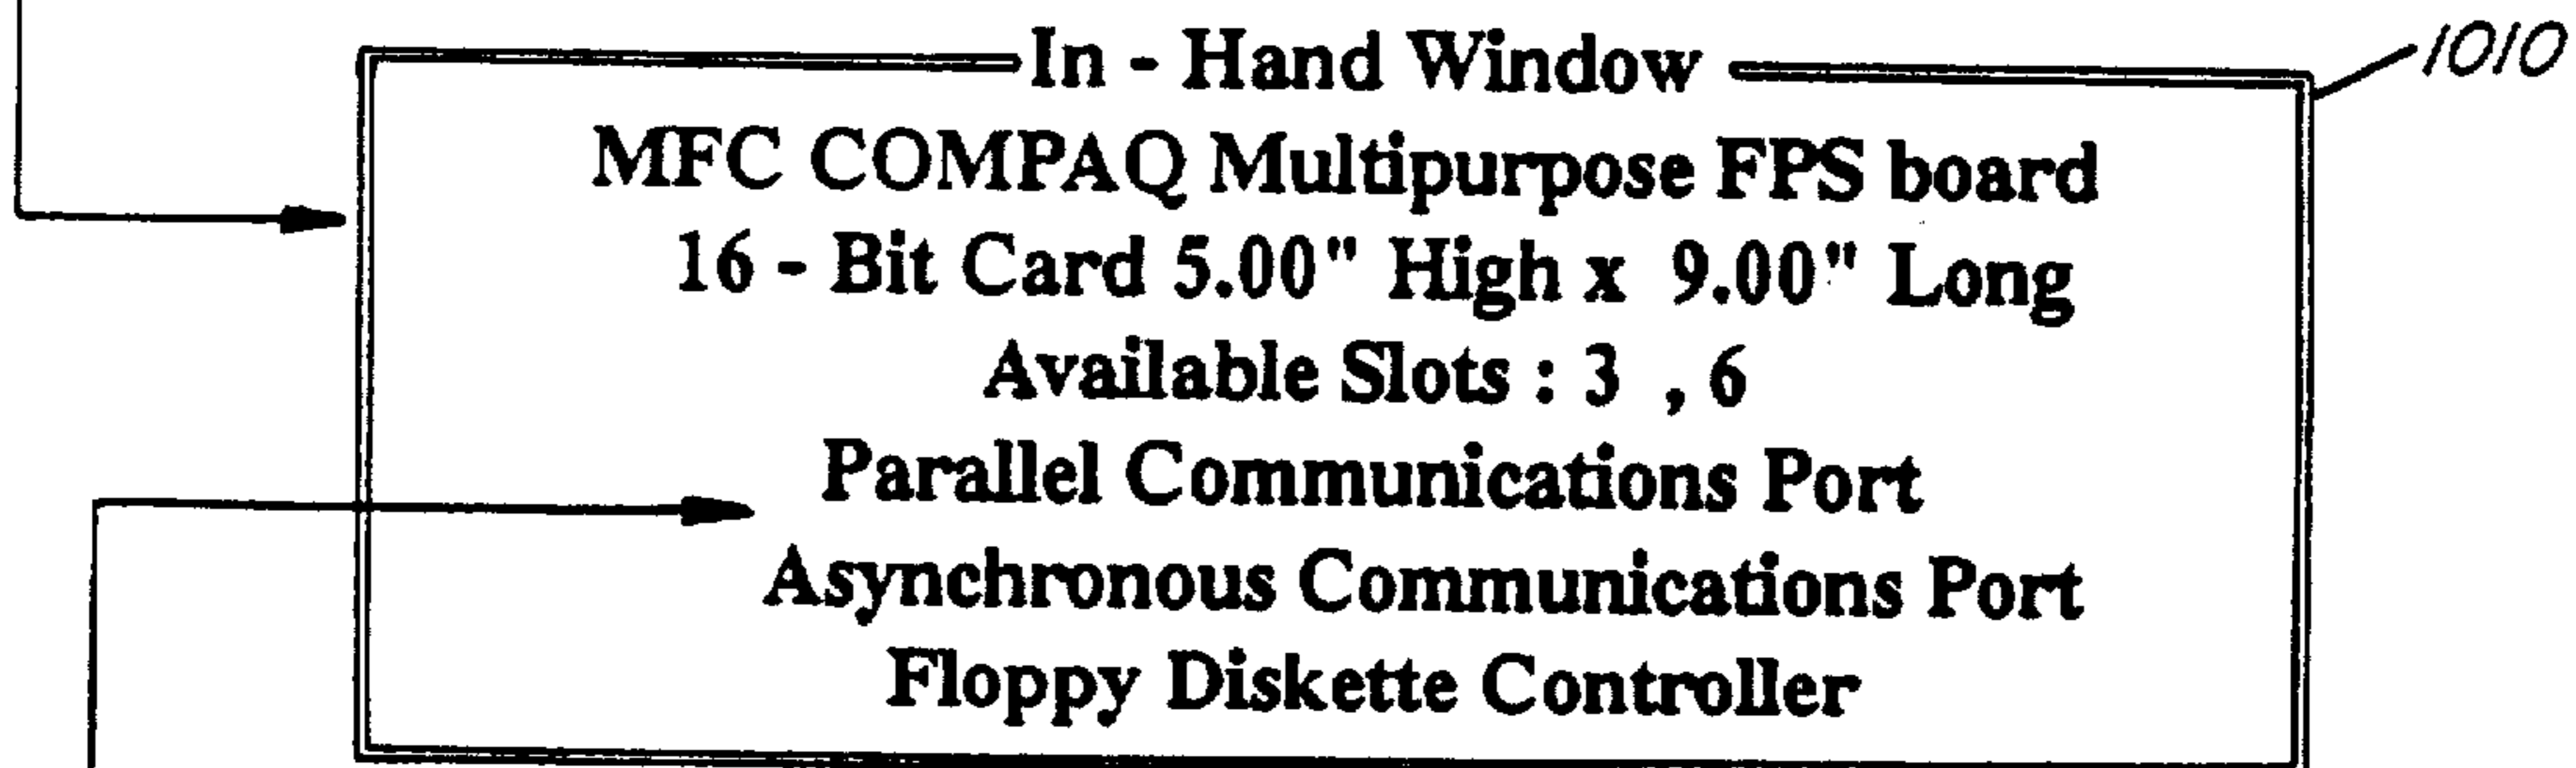 In - Hand Window
1010
MFC COMPAQ Multipurpose FPS board
16 - Bit Card 5.00" High x 9.00" Long
Available Slots : 3 , 6
Parallel Communications Port
Asynchronous Communications Port
Floppy Diskette Controller